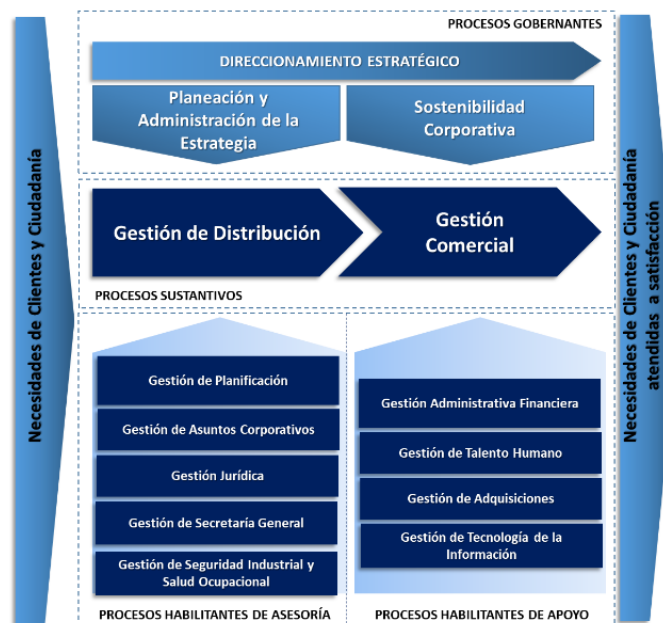 Necesidades de Clientes y Ciudadanía
PROCESOS GOBERNANTES
DIRECCIONAMIENTO ESTRATÉGICO
Planeación y
Administración de la
Estrategia
Sostenibilidad
Corporativa
Gestión de Distribución
Gestión
Comercial
PROCESOS SUSTANTIVOS
Gestión de Planificación
Gestión de Asuntos Corporativos
Gestión Jurídica
Gestión de Secretaría General
Gestión de Seguridad Industrial y
Salud Ocupacional
PROCESOS HABILITANTES DE ASESORÍA
Gestión Administrativa Financiera
Gestión de Talento Humano
Gestión de Adquisiciones
Gestión de Tecnología de la
Información
PROCESOS HABILITANTES DE APOYO
Necesidades de Clientes y Ciudadanía
atendidas a satisfacción